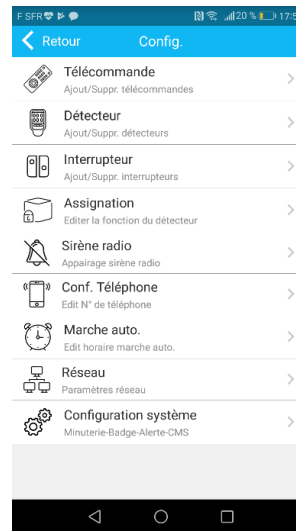 F SFR 20 % 17:5
Retour Config.
Télécommande
Ajout/Suppr. télécommandes
Détecteur
Ajout/Suppr. détecteurs
Interrupteur
Ajout/Suppr. interrupteurs
Assignation
Editer la fonction du détecteur
Sirène radio
Appairage sirène radio
Conf. Téléphone
Edit N° de téléphone
Marche auto.
Edit horaire marche auto.
Réseau
Paramètres réseau
Configuration système
Minuterie-Badge-Alerte-CMS